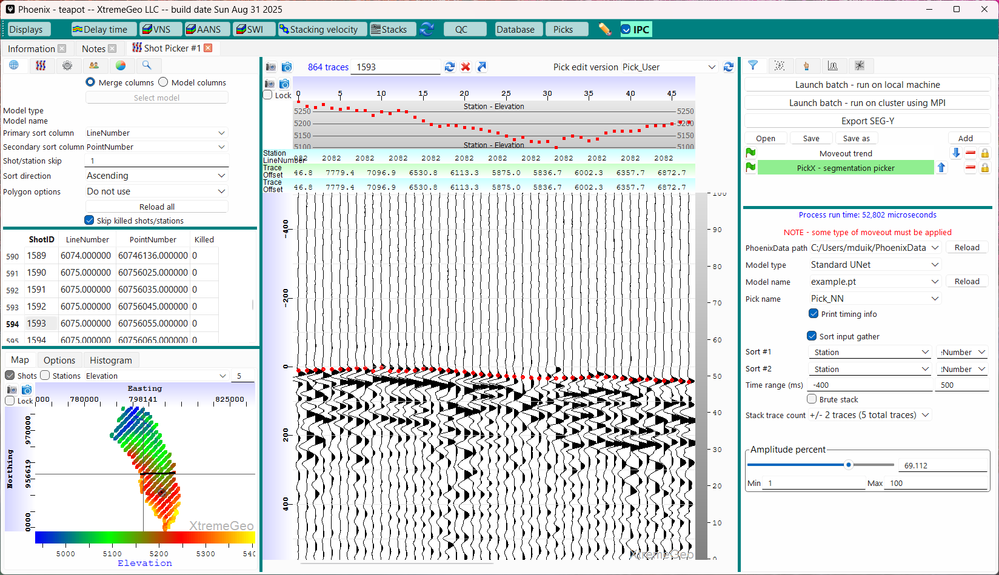 Phoenix - teapot -- XtremeGeo LLC -- build date Sun Aug 31 2025
Displays Delay time VNS AANS SWI Stacking velocity Stacks QC Database Picks IPC
Information Notes Shot Picker #1
Merge columns Model columns
Select model
Model type
Model name
Primary sort column LineNumber
Secondary sort column PointNumber
Shot/station skip 1
Sort direction Ascending
Polygon options Do not use
Reload all
Skip killed shots/stations
ShotID LineNumber PointNumber Killed
590 1589 6074.000000 60746136.000000 0
591 1590 6075.000000 60756025.000000 0
592 1591 6075.000000 60756035.000000 0
593 1592 6075.000000 60756045.000000 0
594 1593 6075.000000 60756055.000000 0
595 1594 6075.000000 60756065.000000 0
Map Options Histogram
Shots Stations Elevation 5
Lock
Easting
000 780000 798141 825000
Northing
970000
956619
0000
XtremeGeo
5000 5100 5200 5300 540
Elevation
864 traces 1593 Pick edit version Pick_User
Lock
0 5 10 15 20 25 30 35 40 45
Station - Elevation
5250 5250
5200 5200
5150 5150
5100 5100
Station - Elevation
Station
LineNumber
082 2082 2082 2082 2082 2082 2082 2082 2082 2082
Trace
Offset
46.8 7779.4 7096.9 6530.8 6113.3 5875.0 5836.7 6002.3 6357.7 6872.7
Trace
Offset
46.8 7779.4 7096.9 6530.8 6113.3 5875.0 5836.7 6002.3 6357.7 6872.7
-400
-200
0
200
400
100
90
80
70
60
50
40
30
20
10
0
XtremeGeo
Launch batch - run on local machine
Launch batch - run on cluster using MPI
Export SEG-Y
Open Save Save as Add
Moveout trend
PickX - segmentation picker
Process run time: 52,802 microseconds
NOTE - some type of moveout must be applied
PhoenixData path C:/Users/mduik/PhoenixData Reload
Model type Standard UNet
Model name example.pt Reload
Pick name Pick_NN
Print timing info
Sort input gather
Sort #1 Station :Number
Sort #2 Station :Number
Time range (ms) -400 500
Brute stack
Stack trace count +/- 2 traces (5 total traces)
Amplitude percent
69.112
Min 1 Max 100